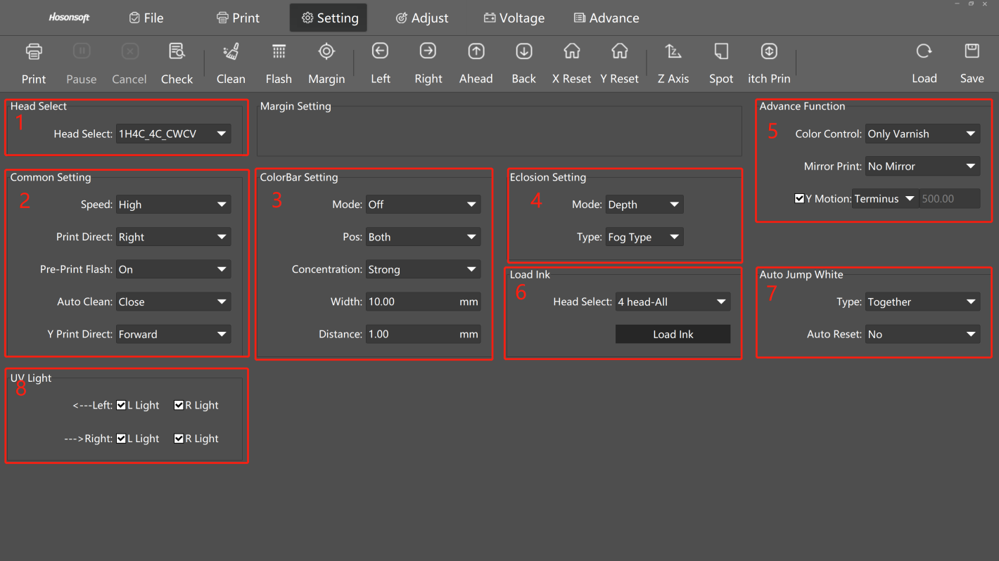 Hosonsoft File Print Setting Adjust Voltage Advance
Print Pause Cancel Check Clean Flash Margin Left Right Ahead Back X Reset Y Reset Z Axis Spot itch Prin Load Save
Head Select
1
Head Select: 1H4C_4C_CWCV
Margin Setting
Advance Function
5
Color Control: Only Varnish
Mirror Print: No Mirror
Y Motion: Terminus 500.00
Common Setting
2
Speed: High
Print Direct: Right
Pre-Print Flash: On
Auto Clean: Close
Y Print Direct: Forward
ColorBar Setting
3
Mode: Off
Pos: Both
Concentration: Strong
Width: 10.00 mm
Distance: 1.00 mm
Eclosion Setting
4
Mode: Depth
Type: Fog Type
Load Ink
6
Head Select: 4 head-All
Load Ink
Auto Jump White
7
Type: Together
Auto Reset: No
UV Light
8
<---Left: L Light R Light
--->Right: L Light R Light